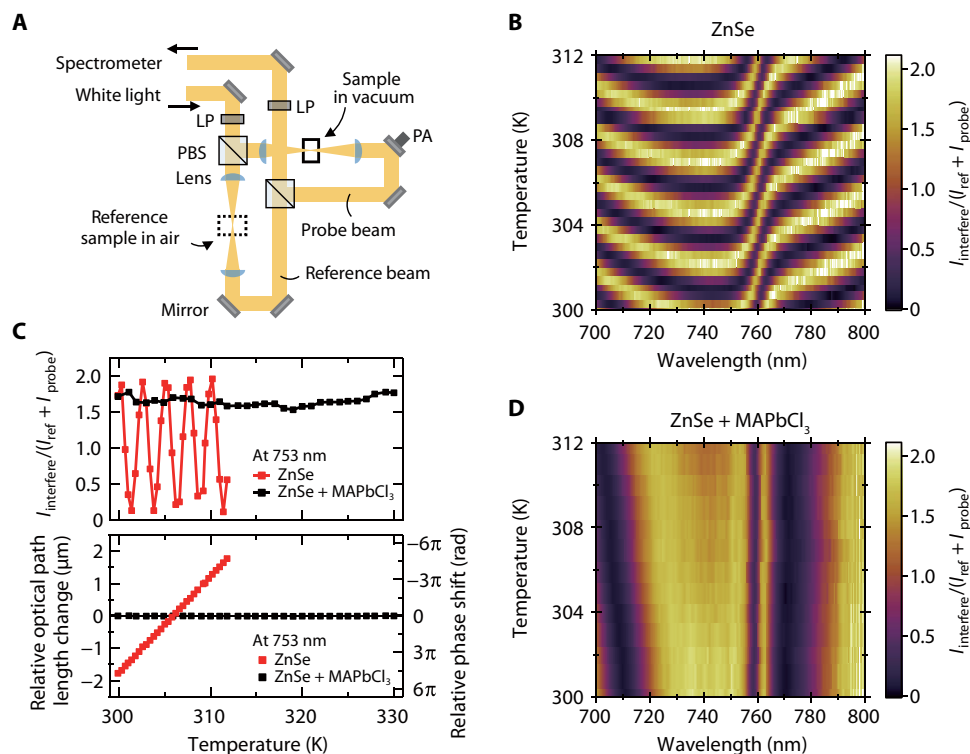 A
Spectrometer
White light
LP
LP
Sample
in vacuum
PA
PBS
Lens
Reference
sample in air
Probe beam
Reference beam
Mirror
B
ZnSe
312
308
304
300
Temperature (K)
700
720
740
760
780
800
Wavelength (nm)
2.0
1.5
1.0
0.5
0
I_interfere/(I_ref + I_probe)
C
2.0
1.5
1.0
0.5
0
I_interfere/(I_ref + I_probe)
At 753 nm
ZnSe
ZnSe + MAPbCl₃
2
1
0
−1
−2
Relative optical path
length change (μm)
−6π
−3π
0
3π
6π
Relative phase shift (rad)
At 753 nm
ZnSe
ZnSe + MAPbCl₃
300
310
320
330
Temperature (K)
D
ZnSe + MAPbCl₃
312
308
304
300
Temperature (K)
700
720
740
760
780
800
Wavelength (nm)
2.0
1.5
1.0
0.5
0
I_interfere/(I_ref + I_probe)